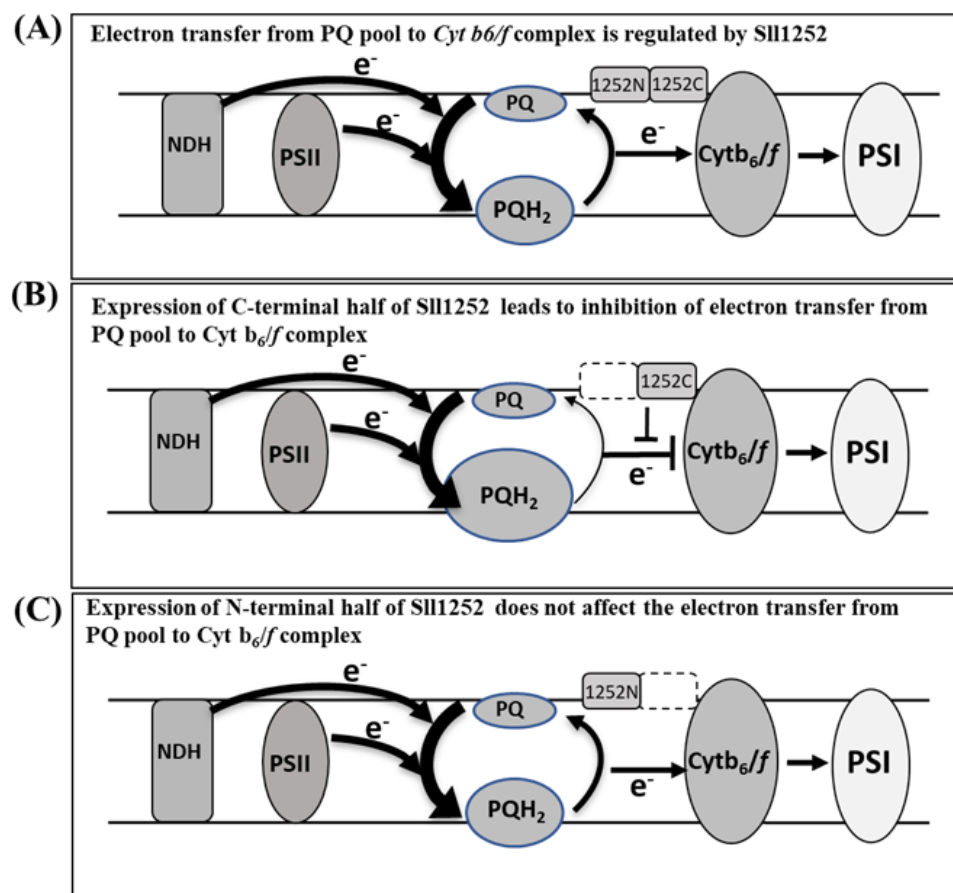 (A)
Electron transfer from PQ pool to Cyt b6/f complex is regulated by Sll1252
e⁻
1252N 1252C
PQ
NDH
PSII
e⁻
e⁻
Cytb₆/f
PSI
PQH₂
(B)
Expression of C-terminal half of Sll1252 leads to inhibition of electron transfer from
PQ pool to Cyt b₆/f complex
e⁻
1252C
PQ
NDH
PSII
e⁻
e⁻
Cytb₆/f
PSI
PQH₂
(C)
Expression of N-terminal half of Sll1252 does not affect the electron transfer from
PQ pool to Cyt b₆/f complex
e⁻
1252N
PQ
NDH
PSII
e⁻
e⁻
Cytb₆/f
PSI
PQH₂